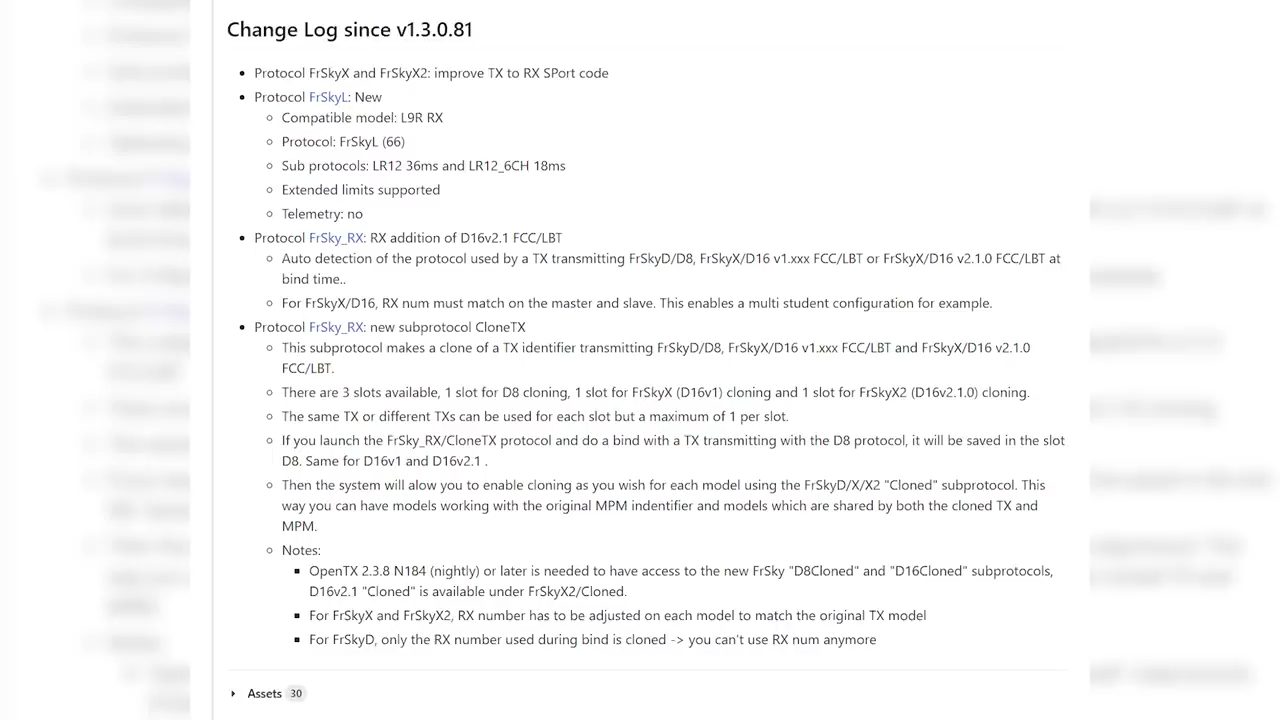 Change Log since v1.3.0.81
• Protocol FrSkyX and FrSkyX2: improve TX to RX SPort code
• Protocol FrSkyL: New
◦ Compatible model: L9R RX
◦ Protocol: FrSkyL (66)
◦ Sub protocols: LR12 36ms and LR12_6CH 18ms
◦ Extended limits supported
◦ Telemetry: no
• Protocol FrSky_RX: RX addition of D16v2.1 FCC/LBT
◦ Auto detection of the protocol used by a TX transmitting FrSkyD/D8, FrSkyX/D16 v1.xxx FCC/LBT or FrSkyX/D16 v2.1.0 FCC/LBT at
bind time..
◦ For FrSkyX/D16, RX num must match on the master and slave. This enables a multi student configuration for example.
• Protocol FrSky_RX: new subprotocol CloneTX
◦ This subprotocol makes a clone of a TX identifier transmitting FrSkyD/D8, FrSkyX/D16 v1.xxx FCC/LBT and FrSkyX/D16 v2.1.0
FCC/LBT.
◦ There are 3 slots available, 1 slot for D8 cloning, 1 slot for FrSkyX (D16v1) cloning and 1 slot for FrSkyX2 (D16v2.1.0) cloning.
◦ The same TX or different TXs can be used for each slot but a maximum of 1 per slot.
◦ If you launch the FrSky_RX/CloneTX protocol and do a bind with a TX transmitting with the D8 protocol, it will be saved in the slot
D8. Same for D16v1 and D16v2.1 .
◦ Then the system will alow you to enable cloning as you wish for each model using the FrSkyD/X/X2 "Cloned" subprotocol. This
way you can have models working with the original MPM indentifier and models which are shared by both the cloned TX and
MPM.
◦ Notes:
▪ OpenTX 2.3.8 N184 (nightly) or later is needed to have access to the new FrSky "D8Cloned" and "D16Cloned" subprotocols,
D16v2.1 "Cloned" is available under FrSkyX2/Cloned.
▪ For FrSkyX and FrSkyX2, RX number has to be adjusted on each model to match the original TX model
▪ For FrSkyD, only the RX number used during bind is cloned -> you can't use RX num anymore
Assets 30